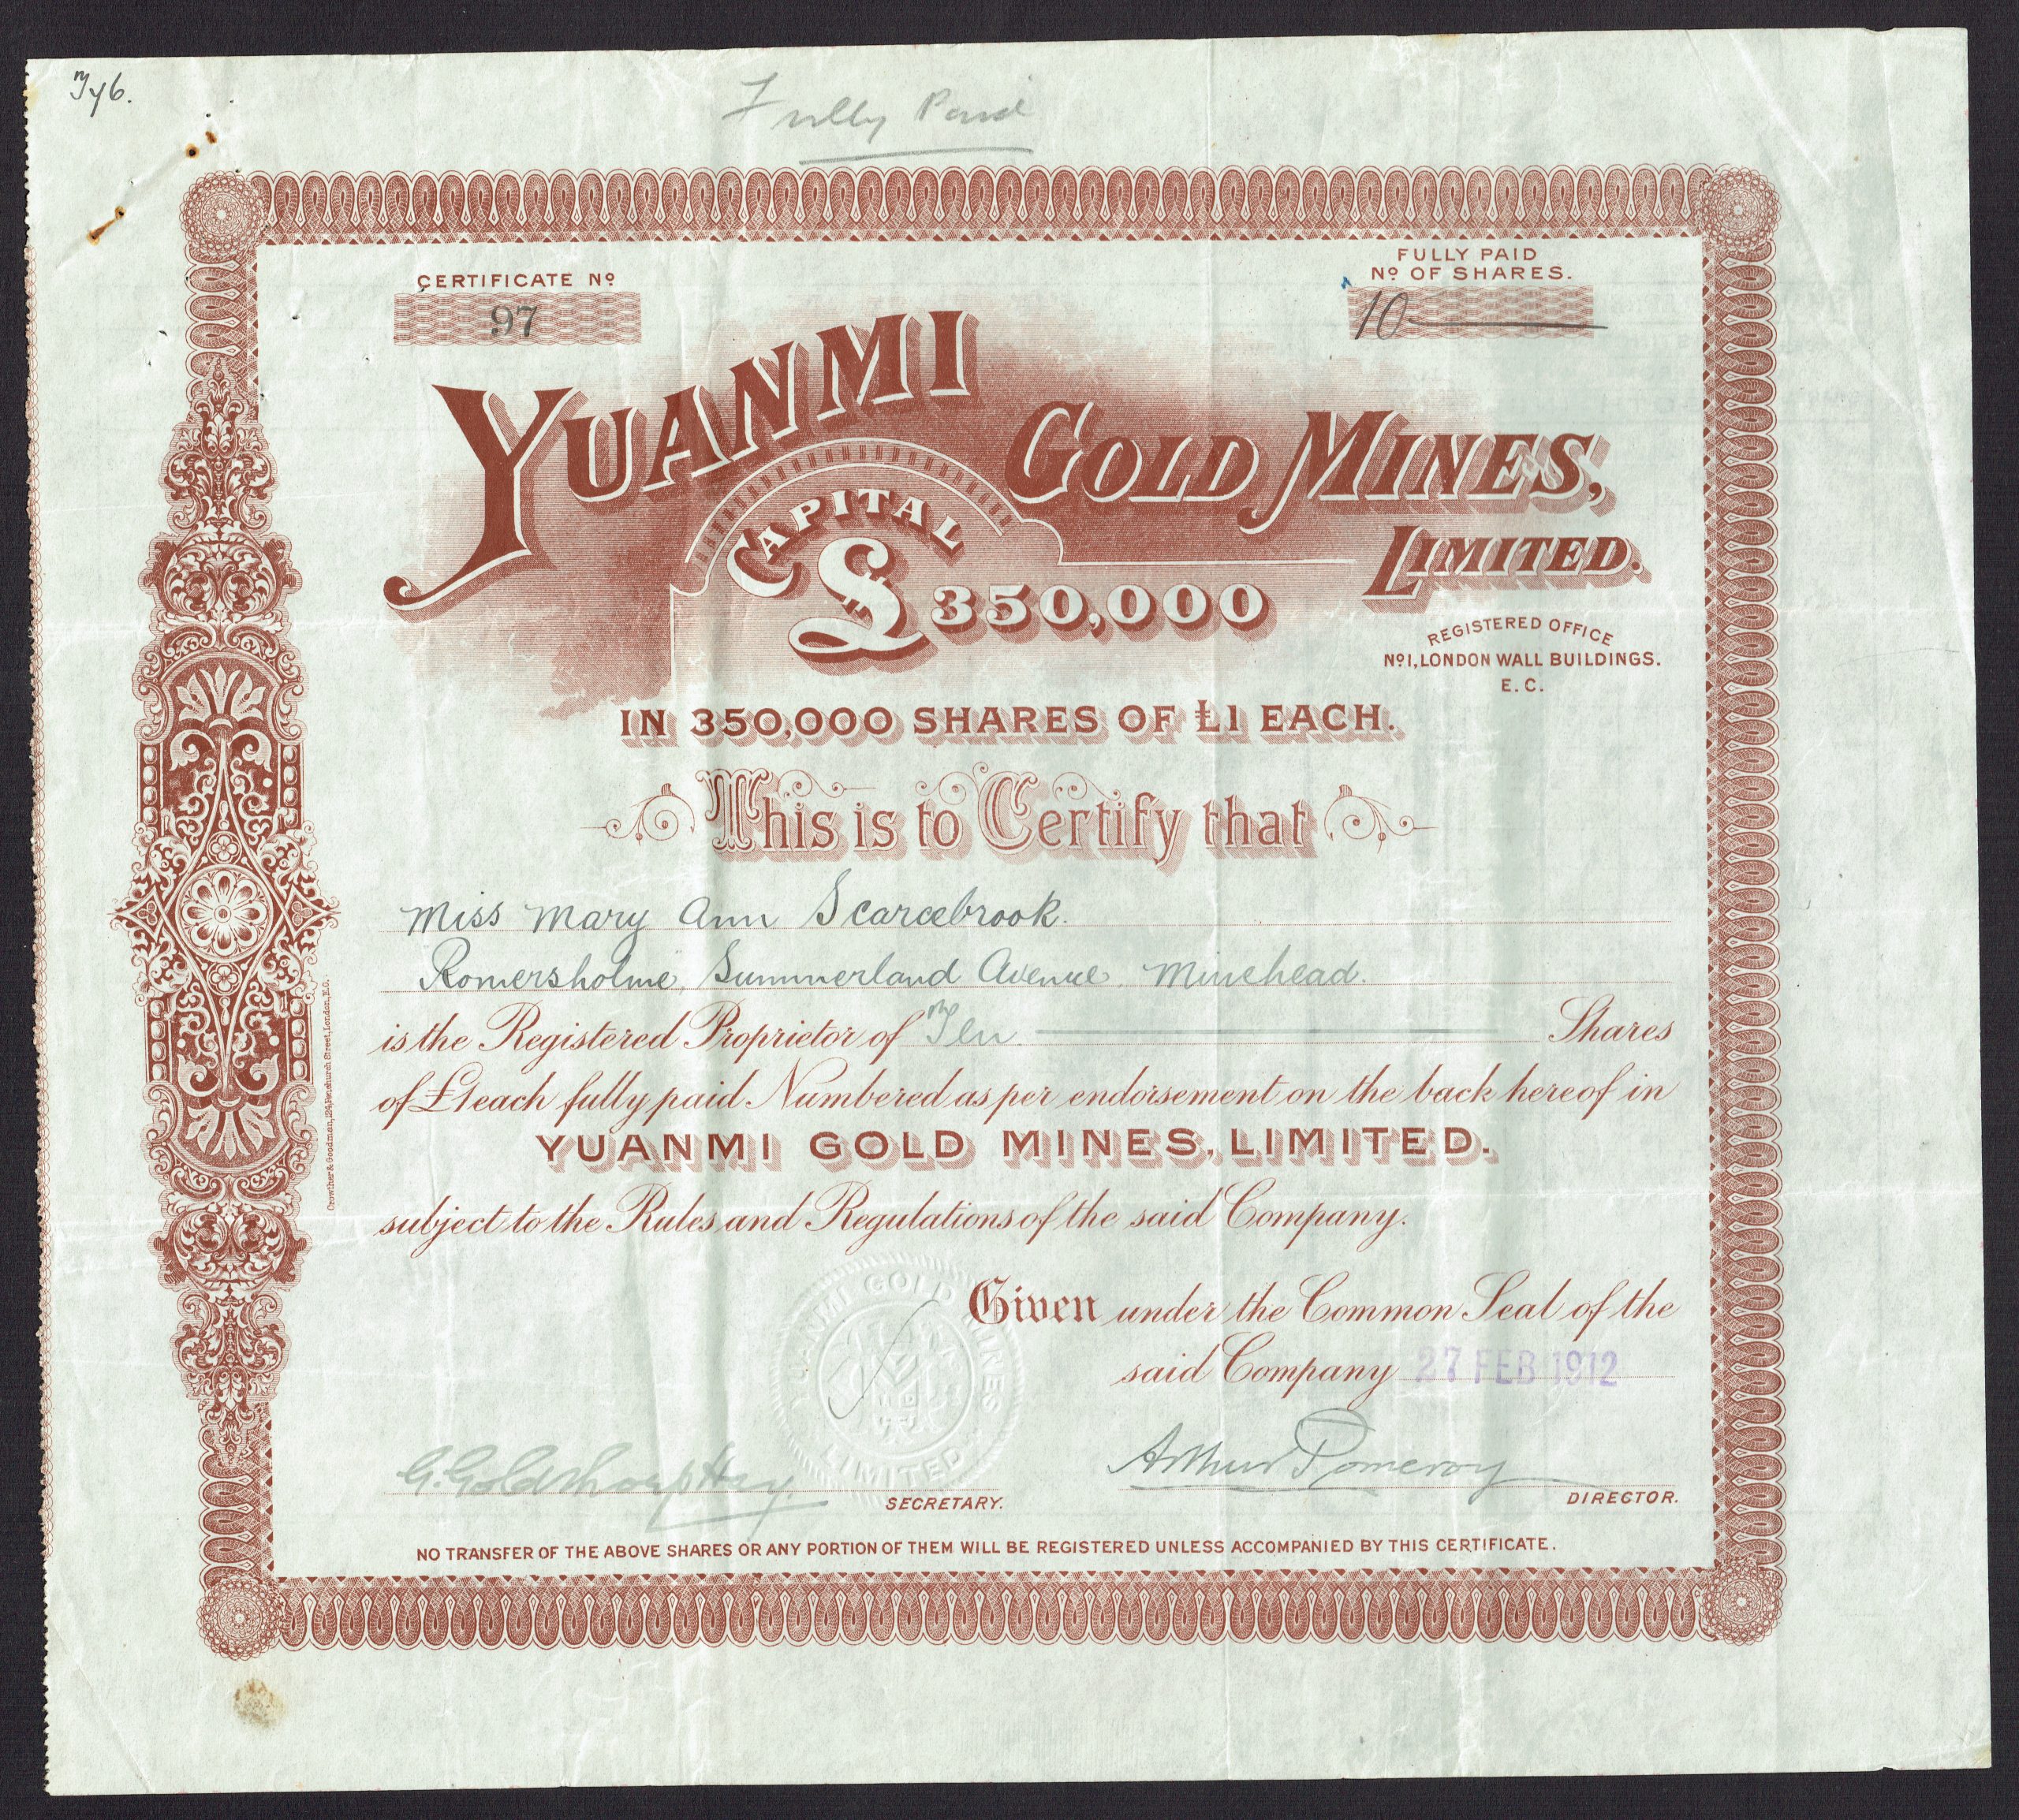 Fully Paid
CERTIFICATE Nº
97
FULLY PAID
Nº OF SHARES.
10
YUANMI GOLD MINES, LIMITED.
CAPITAL
£350,000
REGISTERED OFFICE
Nº1, LONDON WALL BUILDINGS.
E.C.
IN 350,000 SHARES OF £1 EACH.
This is to Certify that
Miss Mary Ann Scarcebrook.
Romersholme, Summerland Avenue. Minehead.
is the Registered Proprietor of Ten Shares
of £1 each fully paid Numbered as per endorsement on the back hereof in
YUANMI GOLD MINES, LIMITED.
subject to the Rules and Regulations of the said Company.
Given under the Common Seal of the
said Company 27 FEB 1912
YUANMI GOLD MINES
LIMITED
Arthur Pomeroy
SECRETARY.
DIRECTOR.
NO TRANSFER OF THE ABOVE SHARES OR ANY PORTION OF THEM WILL BE REGISTERED UNLESS ACCOMPANIED BY THIS CERTIFICATE.
Crowther & Goodman, 124, Fenchurch Street, London, E.C.